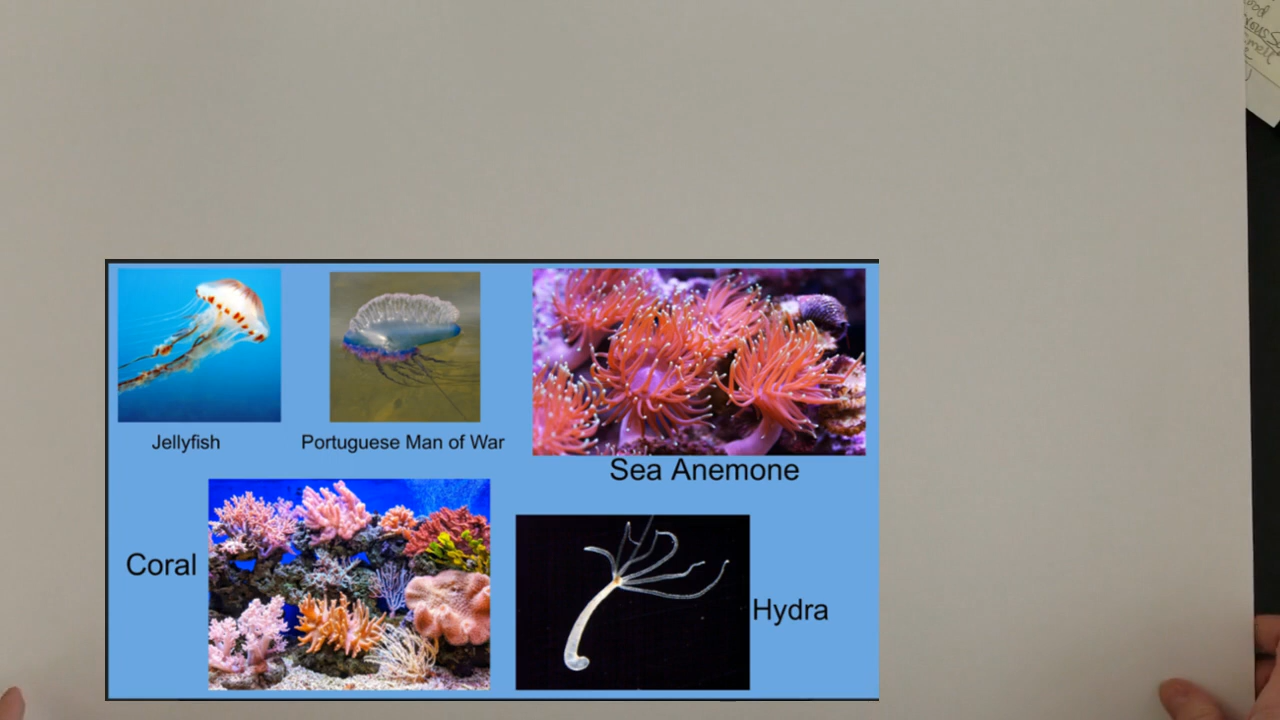 Jellyfish
Portuguese Man of War
Sea Anemone
Coral
Hydra